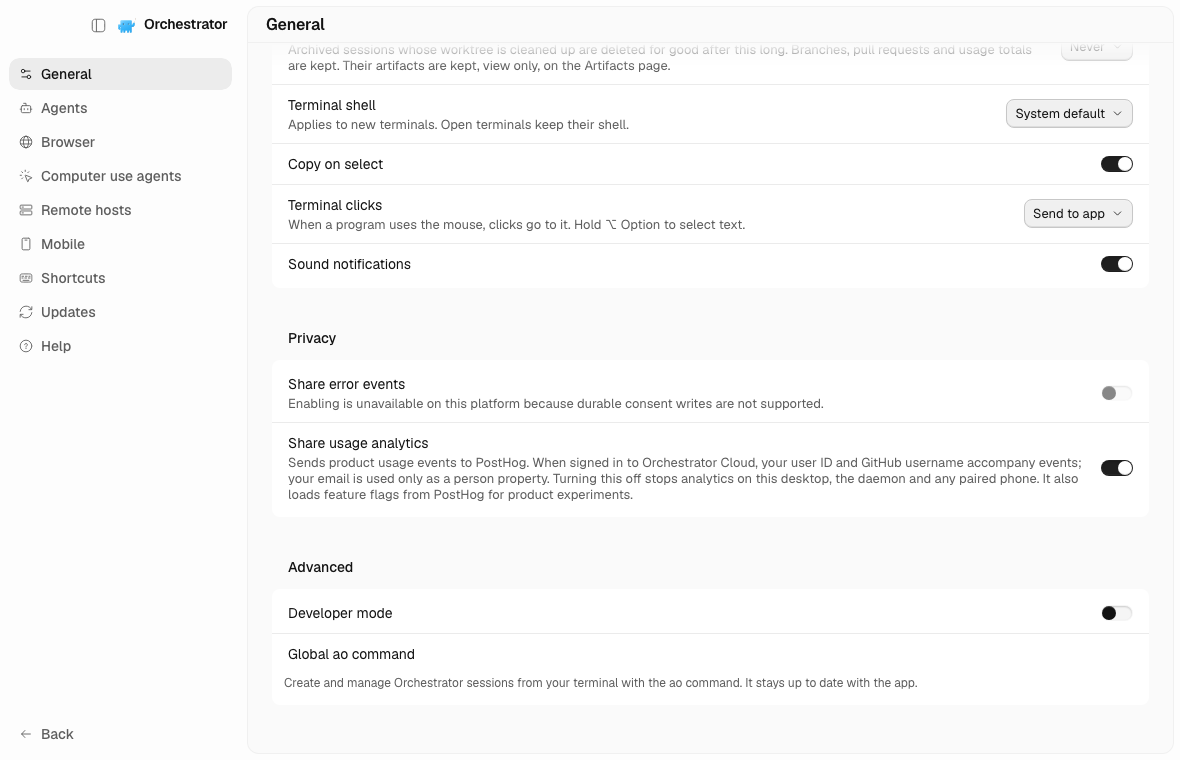 Orchestrator
General
General
Agents
Browser
Computer use agents
Remote hosts
Mobile
Shortcuts
Updates
Help
Back
Archived sessions whose worktree is cleaned up are deleted for good after this long. Branches, pull requests and usage totals
are kept. Their artifacts are kept, view only, on the Artifacts page.
Never
Terminal shell
Applies to new terminals. Open terminals keep their shell.
System default
Copy on select
Terminal clicks
When a program uses the mouse, clicks go to it. Hold ⌥ Option to select text.
Send to app
Sound notifications
Privacy
Share error events
Enabling is unavailable on this platform because durable consent writes are not supported.
Share usage analytics
Sends product usage events to PostHog. When signed in to Orchestrator Cloud, your user ID and GitHub username accompany events;
your email is used only as a person property. Turning this off stops analytics on this desktop, the daemon and any paired phone. It also
loads feature flags from PostHog for product experiments.
Advanced
Developer mode
Global ao command
Create and manage Orchestrator sessions from your terminal with the ao command. It stays up to date with the app.